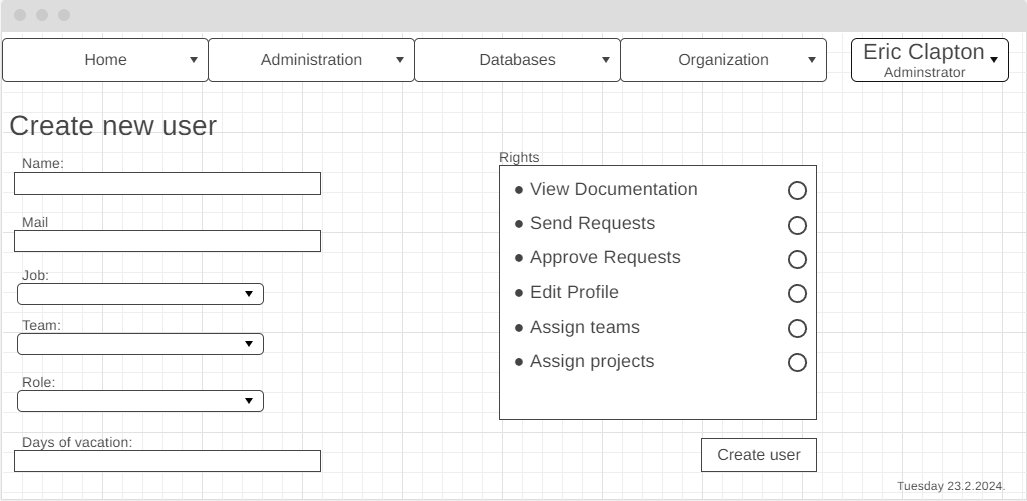 Home
Administration
Databases
Organization
Eric Clapton
Adminstrator
Create new user
Name:
Mail
Job:
Team:
Role:
Days of vacation:
Rights
● View Documentation
● Send Requests
● Approve Requests
● Edit Profile
● Assign teams
● Assign projects
Create user
Tuesday 23.2.2024.